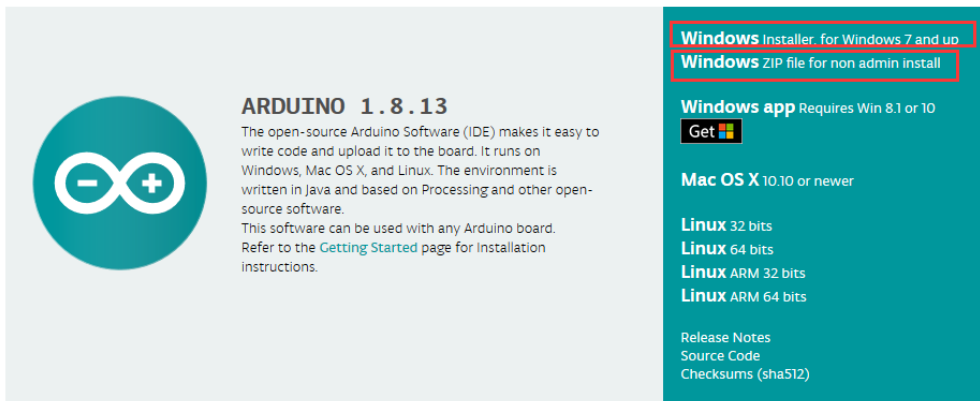 ARDUINO 1.8.13
The open-source Arduino Software (IDE) makes it easy to
write code and upload it to the board. It runs on
Windows, Mac OS X, and Linux. The environment is
written in Java and based on Processing and other open-
source software.
This software can be used with any Arduino board.
Refer to the Getting Started page for Installation
instructions.
Windows Installer, for Windows 7 and up
Windows ZIP file for non admin install
Windows app Requires Win 8.1 or 10
Get
Mac OS X 10.10 or newer
Linux 32 bits
Linux 64 bits
Linux ARM 32 bits
Linux ARM 64 bits
Release Notes
Source Code
Checksums (sha512)